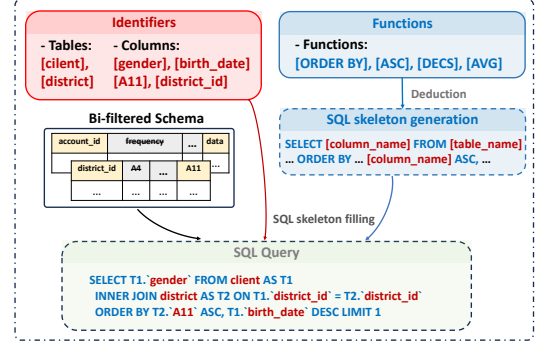 Identifiers
- Tables: - Columns:
[cilent], [gender], [birth_date]
[district] [A11], [district_id]
Functions
- Functions:
[ORDER BY], [ASC], [DECS], [AVG]
Deduction
Bi-filtered Schema
account_id frequency ... data
district_id A4 ... A11 ...
... ... ... ...
SQL skeleton generation
SELECT [column_name] FROM [table_name]
... ORDER BY ... [column_name] ASC, ...
SQL skeleton filling
SQL Query
SELECT T1.`gender` FROM client AS T1
INNER JOIN district AS T2 ON T1.`district_id` = T2.`district_id`
ORDER BY T2.`A11` ASC, T1.`birth_date` DESC LIMIT 1